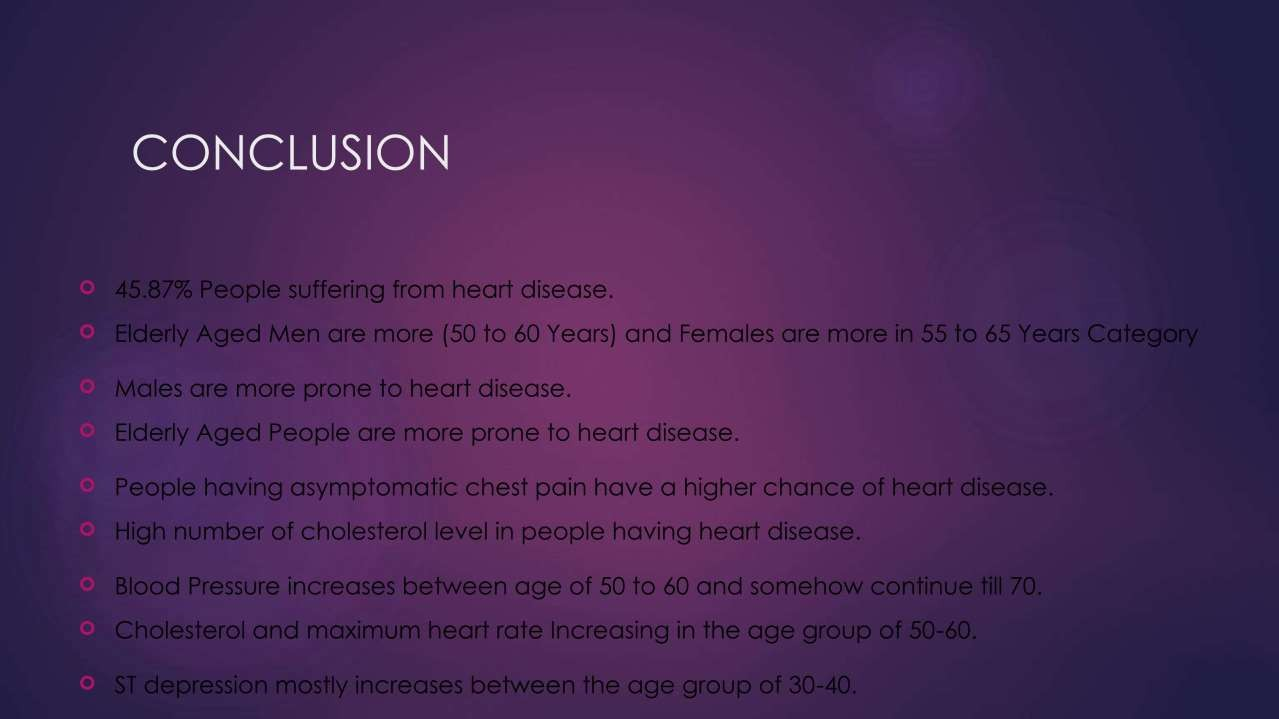 CONCLUSION
45.87% People suffering from heart disease.
Elderly Aged Men are more (50 to 60 Years) and Females are more in 55 to 65 Years Category
Males are more prone to heart disease.
Elderly Aged People are more prone to heart disease.
People having asymptomatic chest pain have a higher chance of heart disease.
High number of cholesterol level in people having heart disease.
Blood Pressure increases between age of 50 to 60 and somehow continue till 70.
Cholesterol and maximum heart rate Increasing in the age group of 50-60.
ST depression mostly increases between the age group of 30-40.